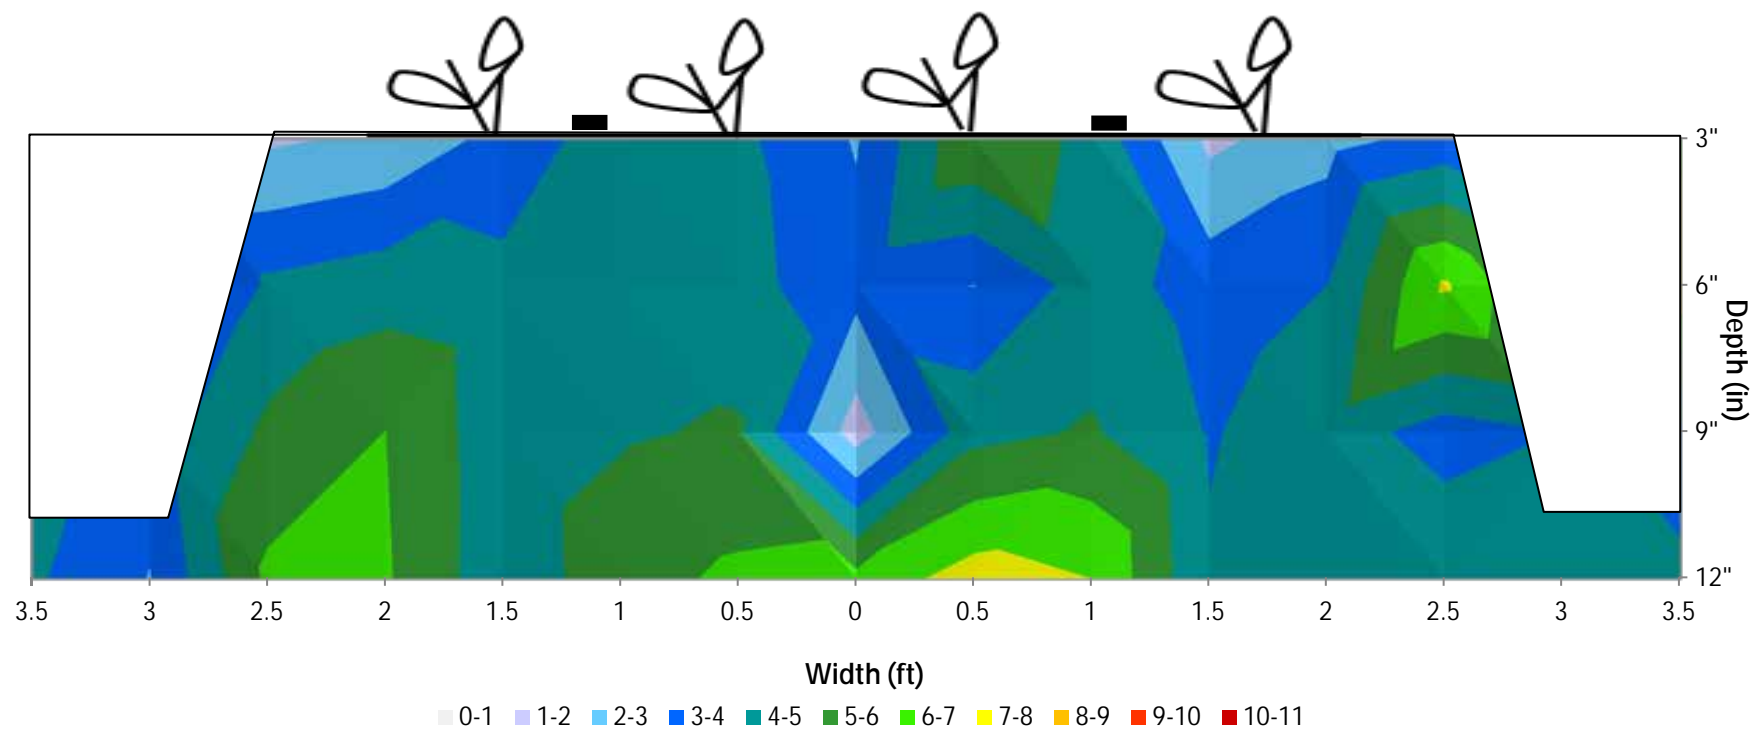 3"
6"
9"
12"
Depth (in)
3.5 3 2.5 2 1.5 1 0.5 0 0.5 1 1.5 2 2.5 3 3.5
Width (ft)
0-1 1-2 2-3 3-4 4-5 5-6 6-7 7-8 8-9 9-10 10-11